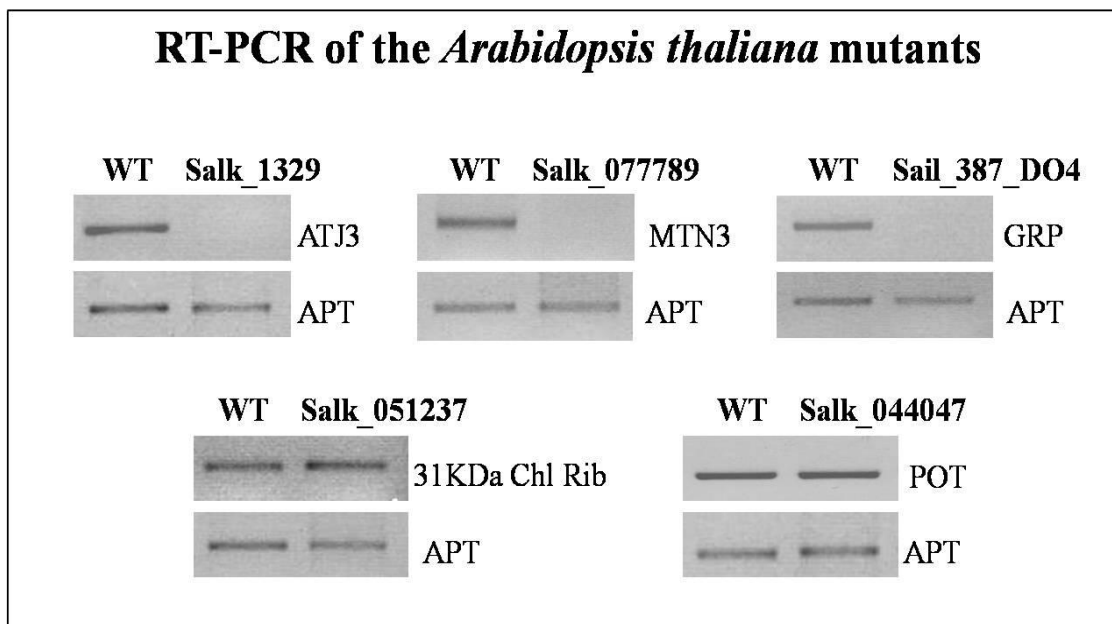 RT-PCR of the Arabidopsis thaliana mutants
WT Salk_1329
ATJ3
APT
WT Salk_077789
MTN3
APT
WT Sail_387_DO4
GRP
APT
WT Salk_051237
31KDa Chl Rib
APT
WT Salk_044047
POT
APT